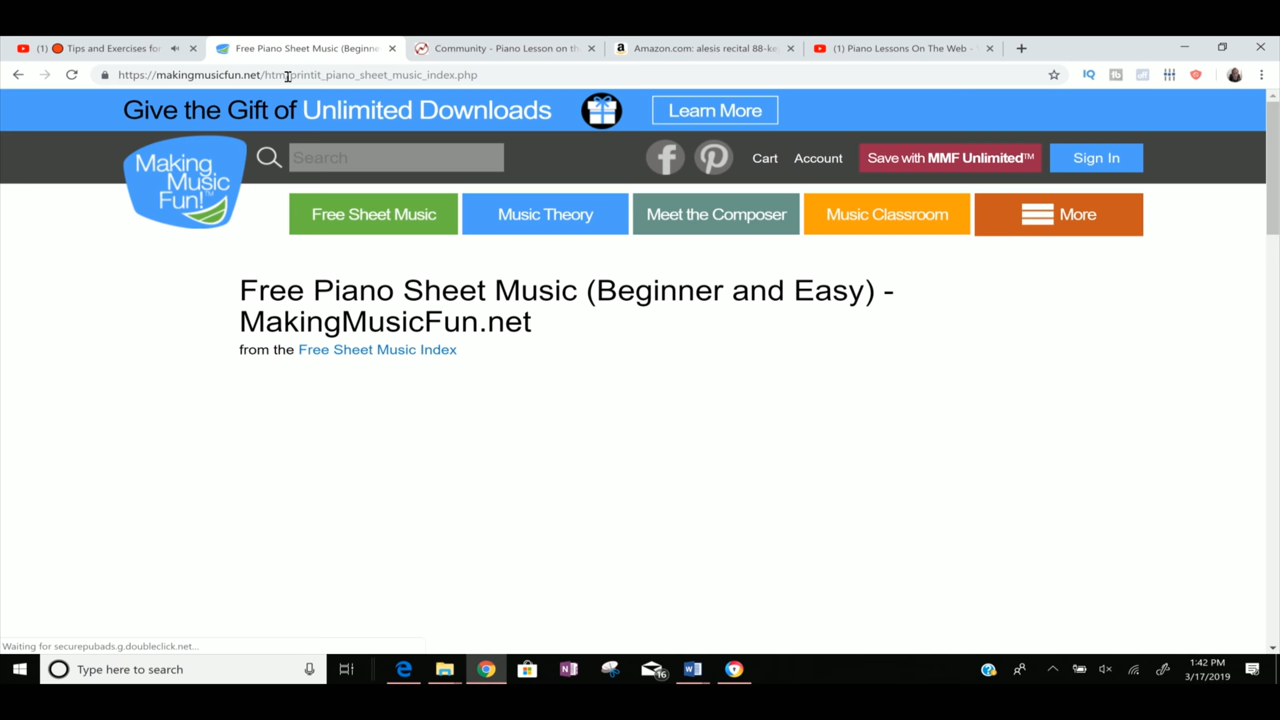 (1) Tips and Exercises for
Free Piano Sheet Music (Beginne
Community - Piano Lesson on th
Amazon.com: alesis recital 88-ke
(1) Piano Lessons On The Web -
https://makingmusicfun.net/htm/printit_piano_sheet_music_index.php
IQ
tb
Give the Gift of Unlimited Downloads
Learn More
Making
Music
Fun!™
Search
Cart
Account
Save with MMF Unlimited™
Sign In
Free Sheet Music
Music Theory
Meet the Composer
Music Classroom
More
Free Piano Sheet Music (Beginner and Easy) -
MakingMusicFun.net
from the Free Sheet Music Index
Waiting for securepubads.g.doubleclick.net...
Type here to search
16
1:42 PM
3/17/2019